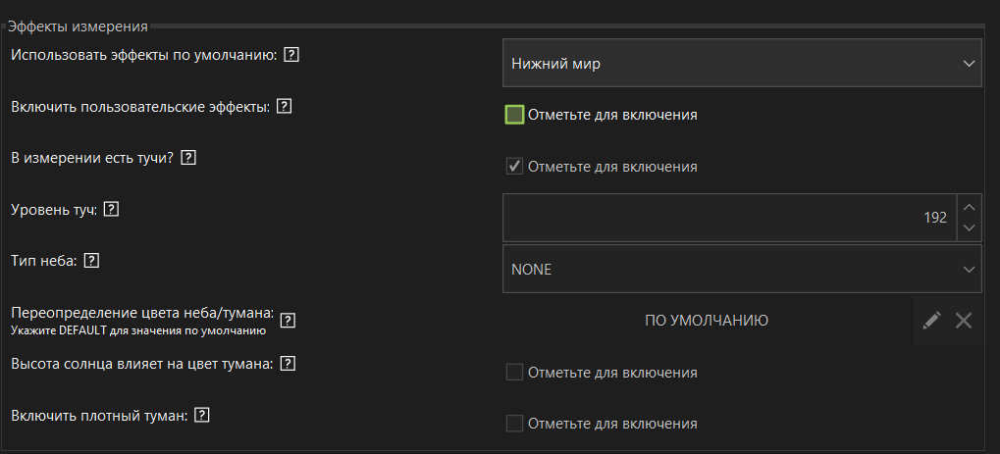 Эффекты измерения
Использовать эффекты по умолчанию: ?
Нижний мир
Включить пользовательские эффекты: ?
Отметьте для включения
В измерении есть тучи? ?
Отметьте для включения
Уровень туч: ?
192
Тип неба: ?
NONE
Переопределение цвета неба/тумана: ?
Укажите DEFAULT для значения по умолчанию
ПО УМОЛЧАНИЮ
Высота солнца влияет на цвет тумана: ?
Отметьте для включения
Включить плотный туман: ?
Отметьте для включения